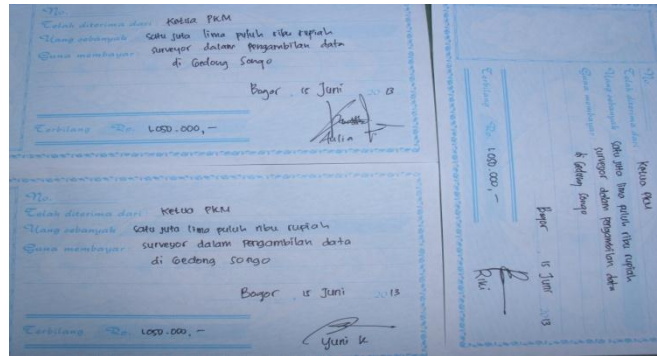 No.
Telah diterima dari Ketua PKM
Uang sebanyak satu juta lima puluh ribu rupiah
Guna membayar surveyor dalam pengambilan data
di Gedong Songo
Bogor, 15 Juni 2013
Terbilang Rp. 1.050.000,-
Aulia
No.
Telah diterima dari Ketua PKM
Uang sebanyak satu juta lima puluh ribu rupiah
Guna membayar surveyor dalam pengambilan data
di Gedong Songo
Bogor, 15 Juni 2013
Terbilang Rp. 1.050.000,-
Yuni K
Telah diterima dari Ketua PKM
Uang sebanyak satu juta lima puluh ribu rupiah
Guna membayar surveyor dalam pengambilan data
di Gedong Songo
Bogor, 15 Juni 2013
Terbilang Rp. 1.050.000,-
Riki